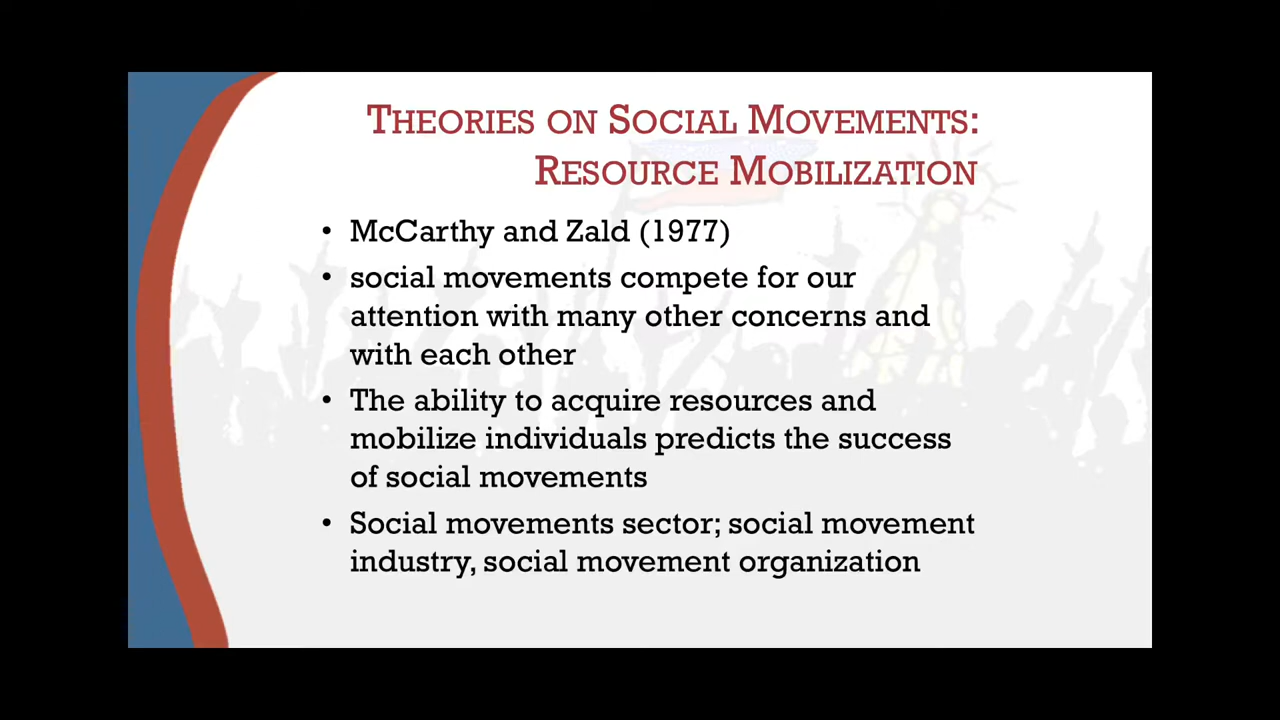 THEORIES ON SOCIAL MOVEMENTS:
RESOURCE MOBILIZATION
• McCarthy and Zald (1977)
• social movements compete for our
attention with many other concerns and
with each other
• The ability to acquire resources and
mobilize individuals predicts the success
of social movements
• Social movements sector; social movement
industry, social movement organization